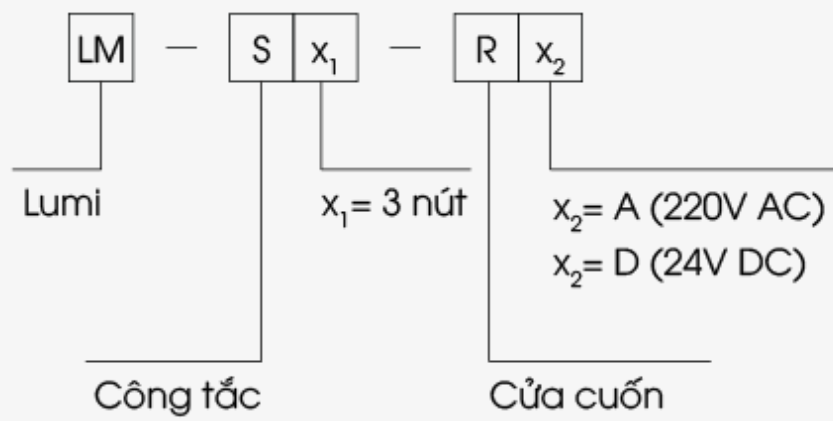 LM – S x₁ – R x₂
Lumi
x₁= 3 nút
x₂= A (220V AC)
x₂= D (24V DC)
Công tắc
Cửa cuốn